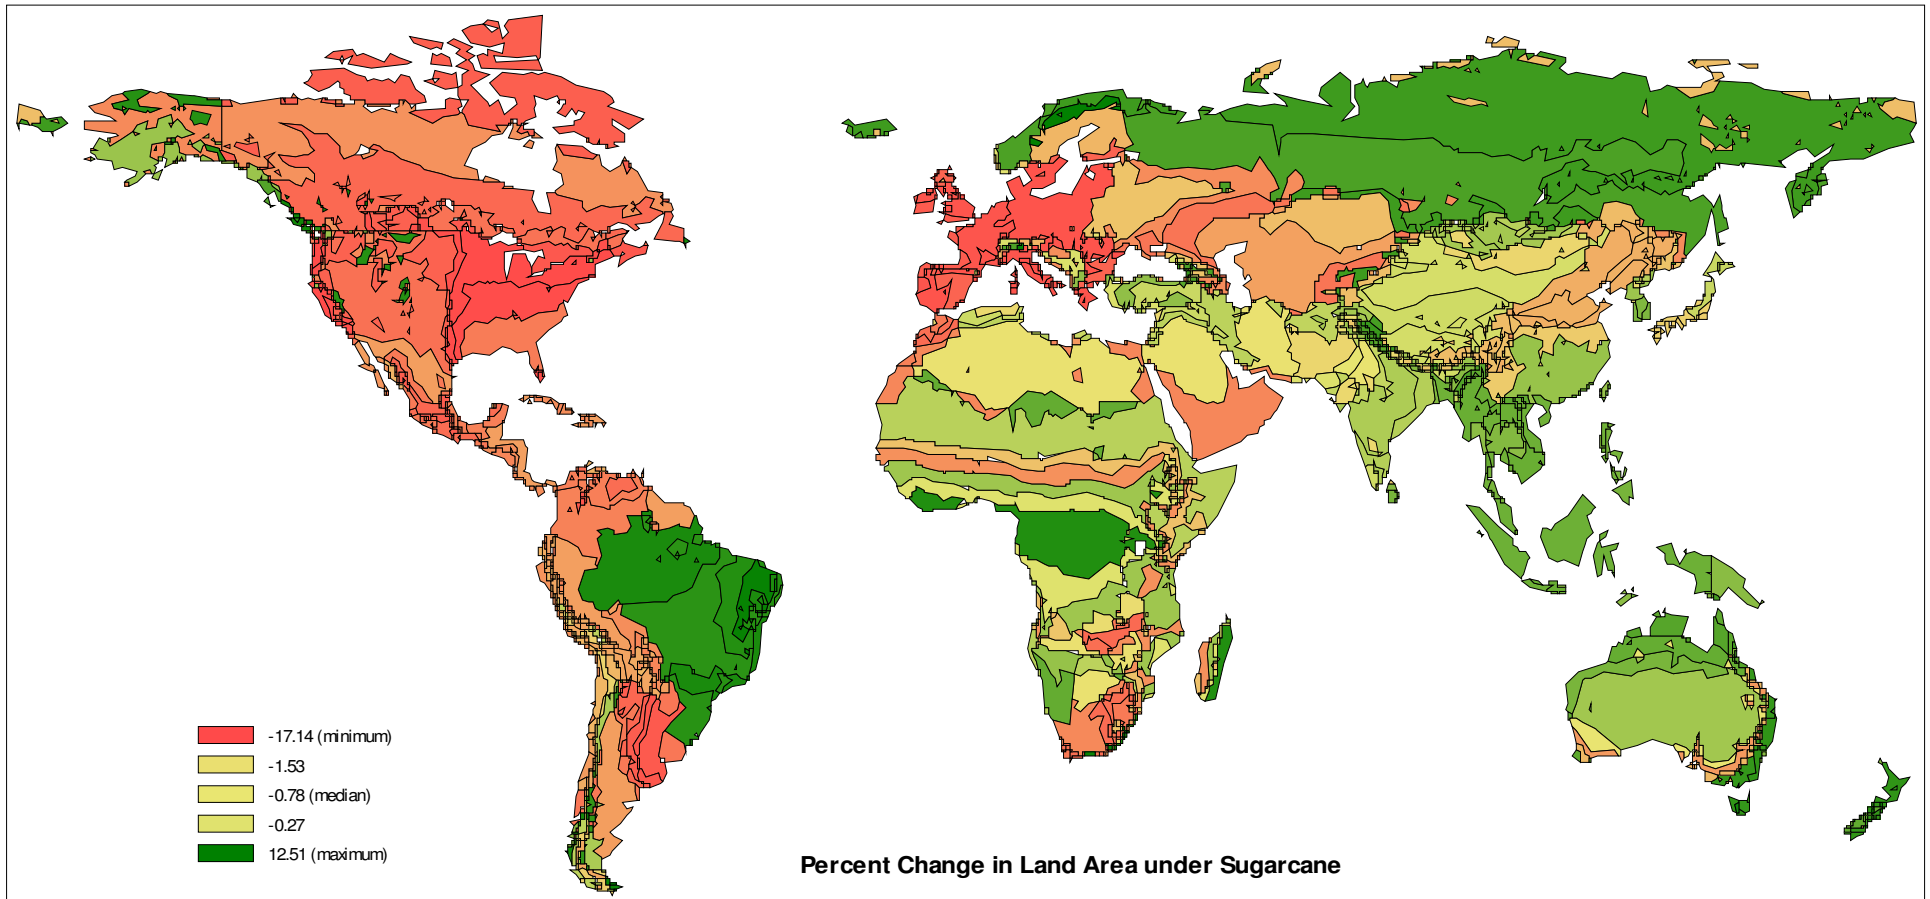 -17.14 (minimum)
-1.53
-0.78 (median)
-0.27
12.51 (maximum)
Percent Change in Land Area under Sugarcane